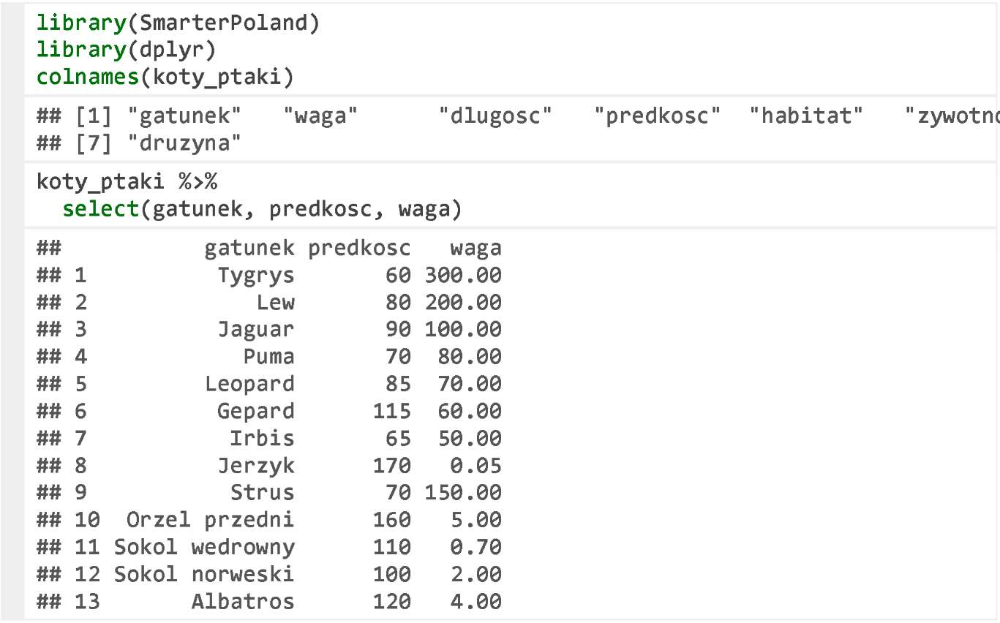 library(SmarterPoland)
library(dplyr)
colnames(koty_ptaki)
## [1] "gatunek"   "waga"      "dlugosc"   "predkosc"  "habitat"   "zywotno
## [7] "druzyna"
koty_ptaki %>%
  select(gatunek, predkosc, waga)
##           gatunek predkosc   waga
## 1          Tygrys       60 300.00
## 2             Lew       80 200.00
## 3          Jaguar       90 100.00
## 4            Puma       70  80.00
## 5         Leopard       85  70.00
## 6          Gepard      115  60.00
## 7           Irbis       65  50.00
## 8          Jerzyk      170   0.05
## 9           Strus       70 150.00
## 10  Orzel przedni      160   5.00
## 11 Sokol wedrowny      110   0.70
## 12 Sokol norweski      100   2.00
## 13       Albatros      120   4.00